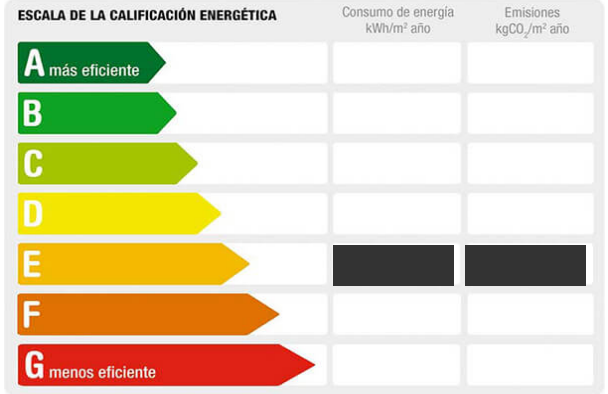 ESCALA DE LA CALIFICACIÓN ENERGÉTICA
Consumo de energía
kWh/m² año
Emisiones
kgCO₂/m² año
A más eficiente
B
C
D
E
F
G menos eficiente